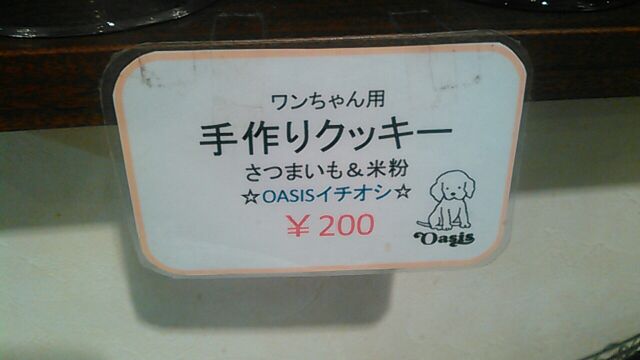 ワンちゃん用
手作りクッキー
さつまいも&米粉
☆OASISイチオシ☆
￥200
Oasis